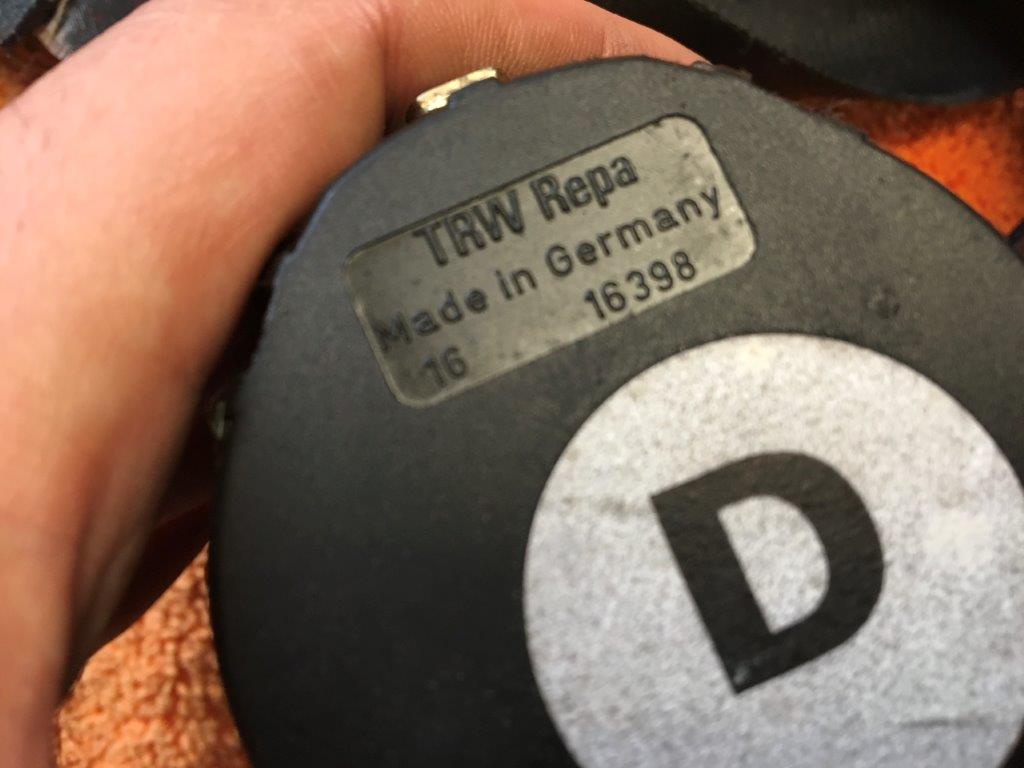 TRW Repa
Made in Germany
16 16398
D